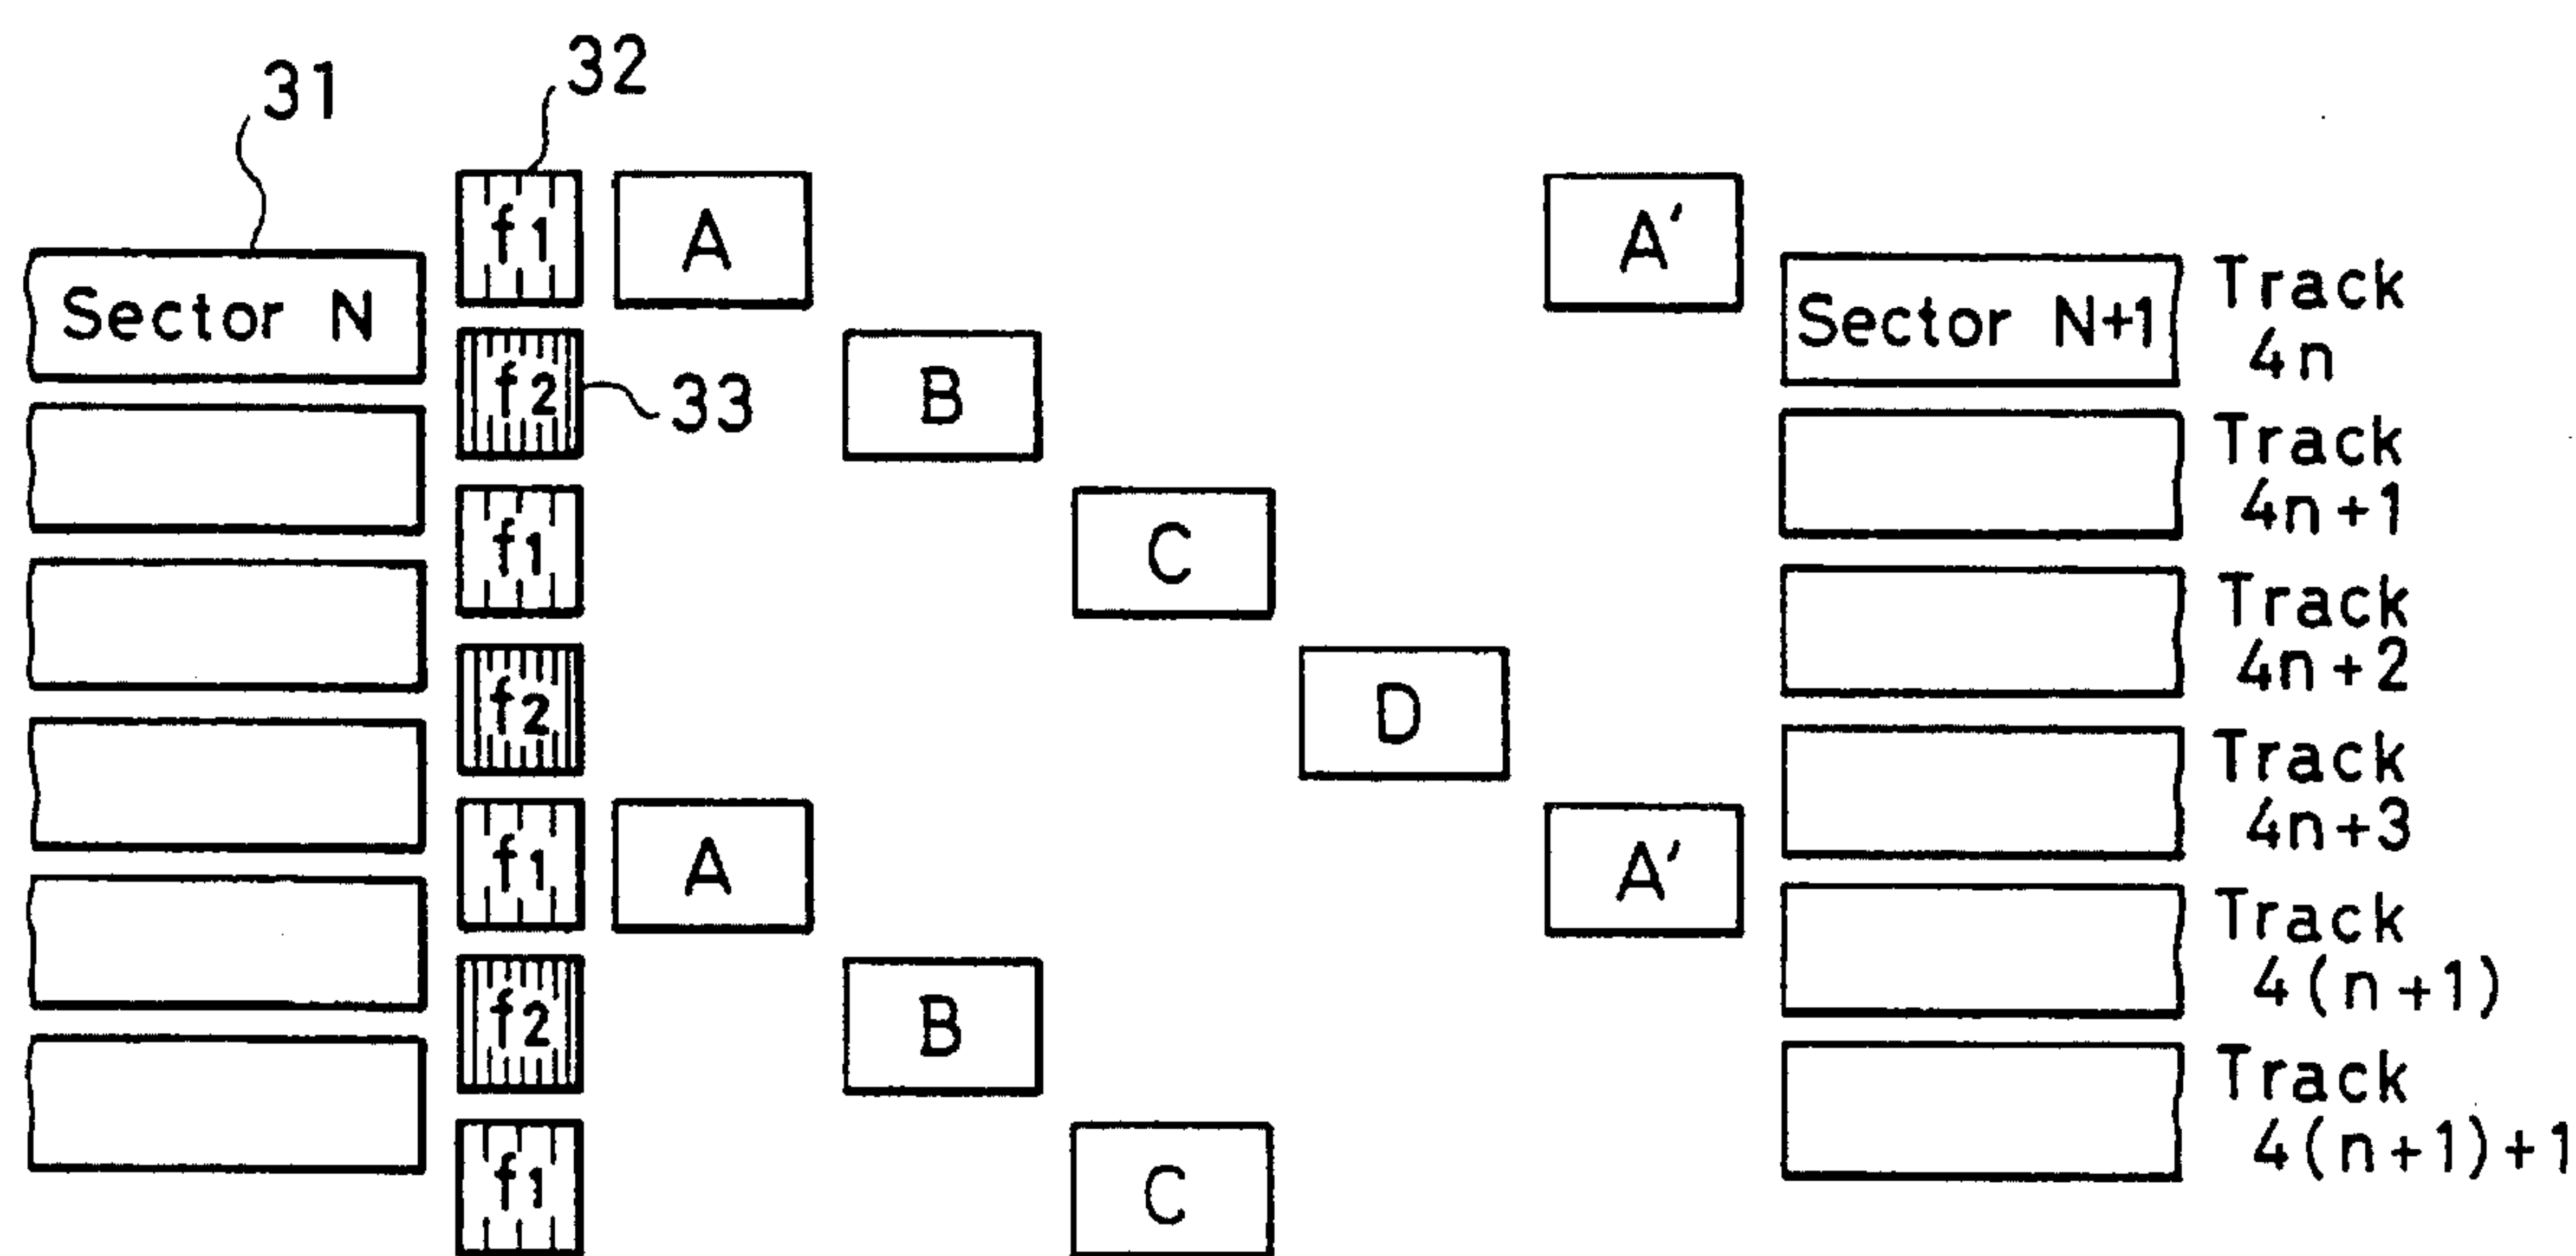 31
32
f1 A A'
Sector N Sector N+1 Track
4n
f2 33 B
Track
4n+1
f1 C
Track
4n+2
f2 D
Track
4n+3
f1 A A'
Track
4(n+1)
f2 B
Track
4(n+1)+1
f1 C